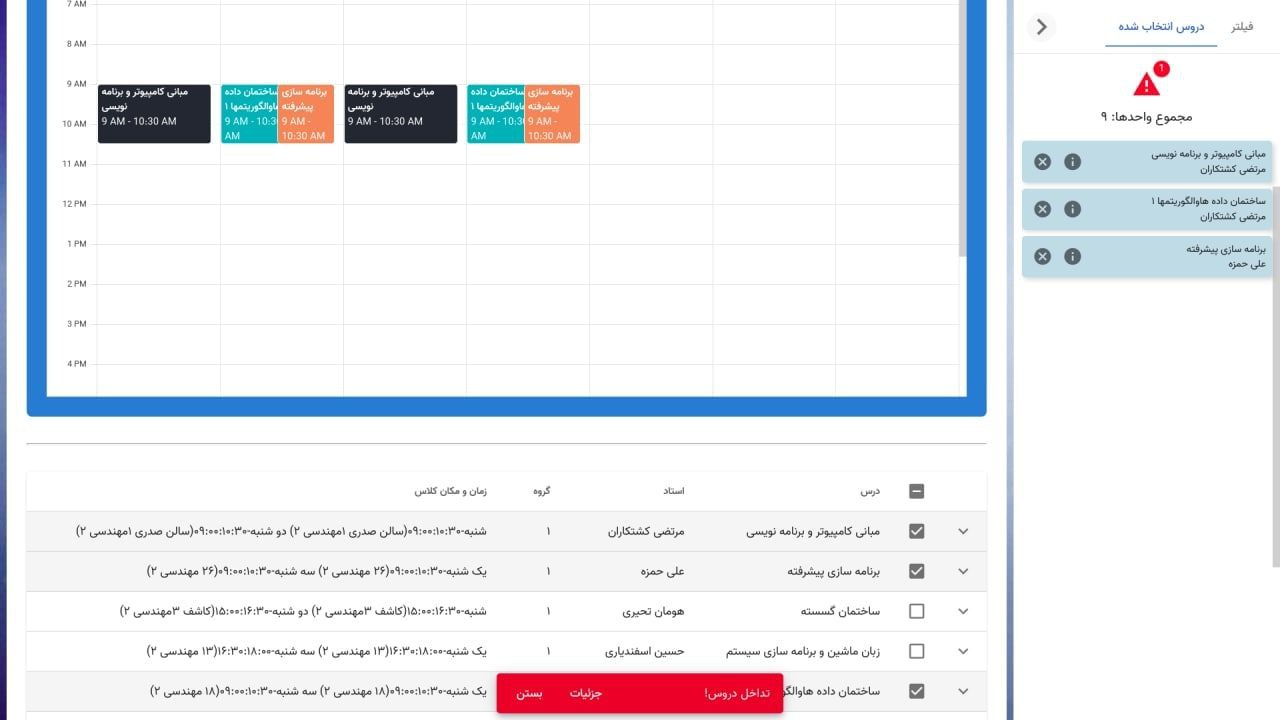 فیلتر
دروس انتخاب شده
1
مجموع واحدها: ۹
مبانی کامپیوتر و برنامه نویسی
مرتضی کشتکاران
ساختمان داده هاوالگوریتمها ۱
مرتضی کشتکاران
برنامه سازی پیشرفته
علی حمزه
7 AM
8 AM
9 AM
10 AM
11 AM
12 PM
1 PM
2 PM
3 PM
4 PM
مبانی کامپیوتر و برنامه
نویسی
9 AM - 10:30 AM
ساختمان داده
هاوالگوریتمها ۱
9 AM - 10:30
AM
برنامه سازی
پیشرفته
9 AM -
10:30 AM
مبانی کامپیوتر و برنامه
نویسی
9 AM - 10:30 AM
ساختمان داده
هاوالگوریتمها ۱
9 AM - 10:30
AM
برنامه سازی
پیشرفته
9 AM -
10:30 AM
درس استاد گروه زمان و مکان کلاس
مبانی کامپیوتر و برنامه نویسی مرتضی کشتکاران ۱ شنبه-۰۹:۰۰:۱۰:۳۰(سالن صدری ۱مهندسی ۲) دو شنبه-۰۹:۰۰:۱۰:۳۰(سالن صدری ۱مهندسی ۲)
برنامه سازی پیشرفته علی حمزه ۱ یک شنبه-۰۹:۰۰:۱۰:۳۰(۲۶ مهندسی ۲) سه شنبه-۰۹:۰۰:۱۰:۳۰(۲۶ مهندسی ۲)
ساختمان گسسته هومان تحیری ۱ شنبه-۱۵:۰۰:۱۶:۳۰(کاشف ۳مهندسی ۲) دو شنبه-۱۵:۰۰:۱۶:۳۰(کاشف ۳مهندسی ۲)
زبان ماشین و برنامه سازی سیستم حسین اسفندیاری ۱ یک شنبه-۱۶:۳۰:۱۸:۰۰(۱۳ مهندسی ۲) سه شنبه-۱۶:۳۰:۱۸:۰۰(۱۳ مهندسی ۲)
ساختمان داده هاوالگو یک شنبه-۰۹:۰۰:۱۰:۳۰(۱۸ مهندسی ۲) سه شنبه-۰۹:۰۰:۱۰:۳۰(۱۸ مهندسی ۲)
تداخل دروس! جزئیات بستن